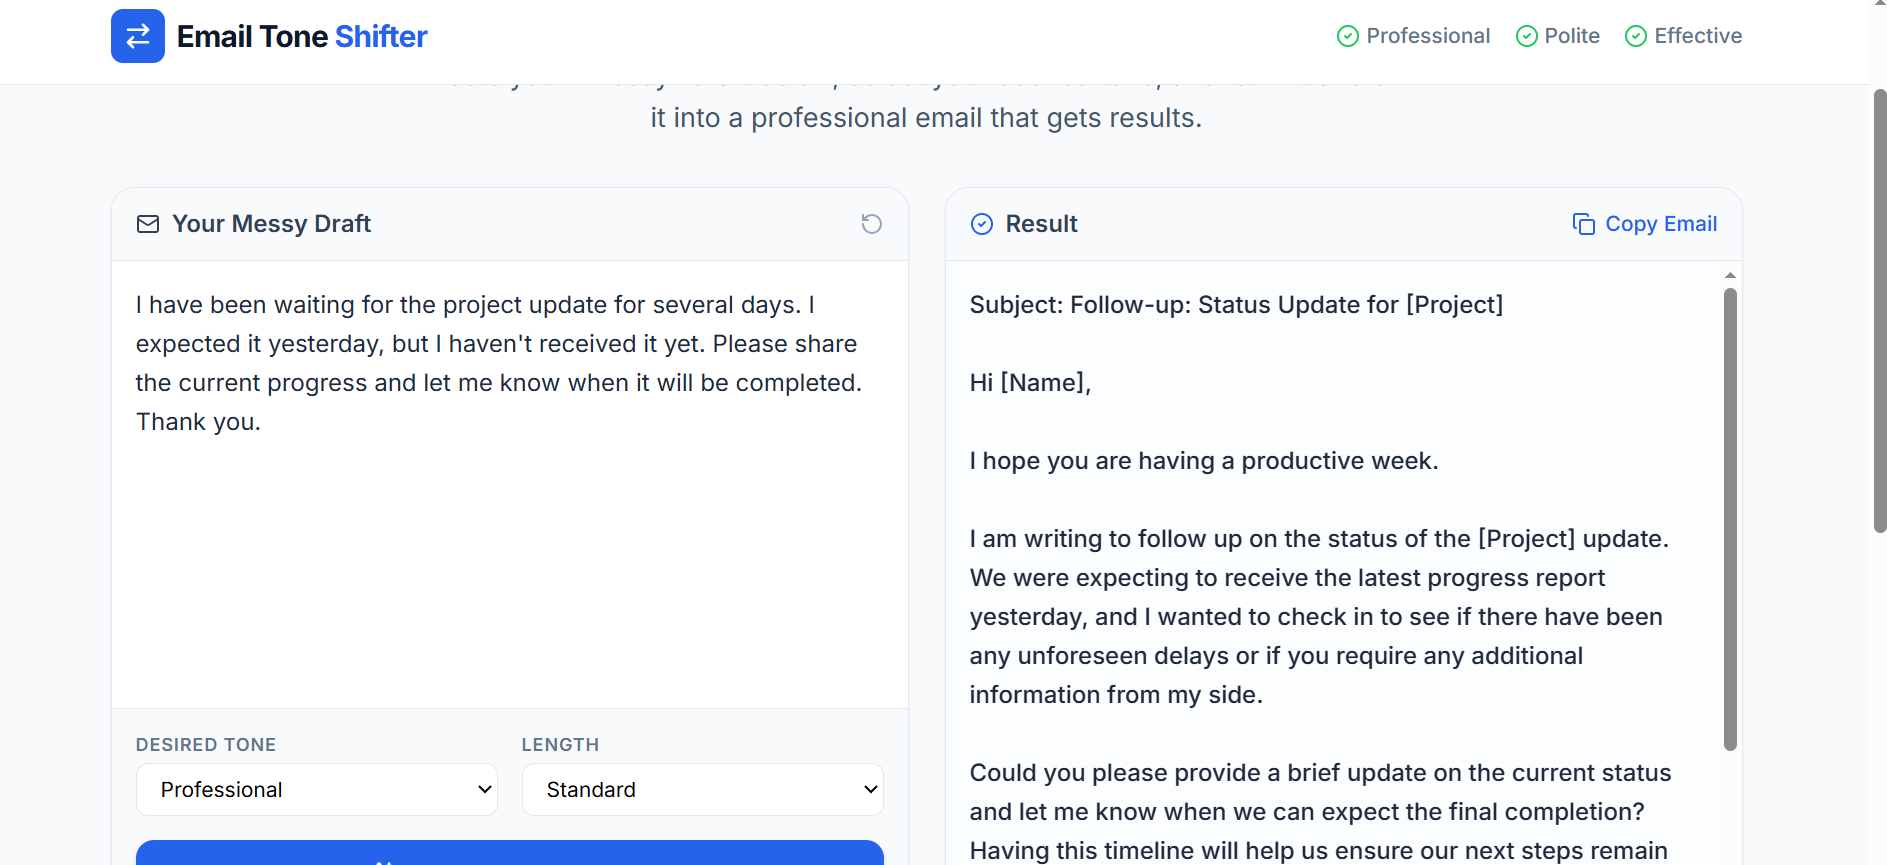 Email Tone Shifter
Professional
Polite
Effective
it into a professional email that gets results.
Your Messy Draft
I have been waiting for the project update for several days. I
expected it yesterday, but I haven't received it yet. Please share
the current progress and let me know when it will be completed.
Thank you.
DESIRED TONE
LENGTH
Professional
Standard
Result
Copy Email
Subject: Follow-up: Status Update for [Project]
Hi [Name],
I hope you are having a productive week.
I am writing to follow up on the status of the [Project] update.
We were expecting to receive the latest progress report
yesterday, and I wanted to check in to see if there have been
any unforeseen delays or if you require any additional
information from my side.
Could you please provide a brief update on the current status
and let me know when we can expect the final completion?
Having this timeline will help us ensure our next steps remain